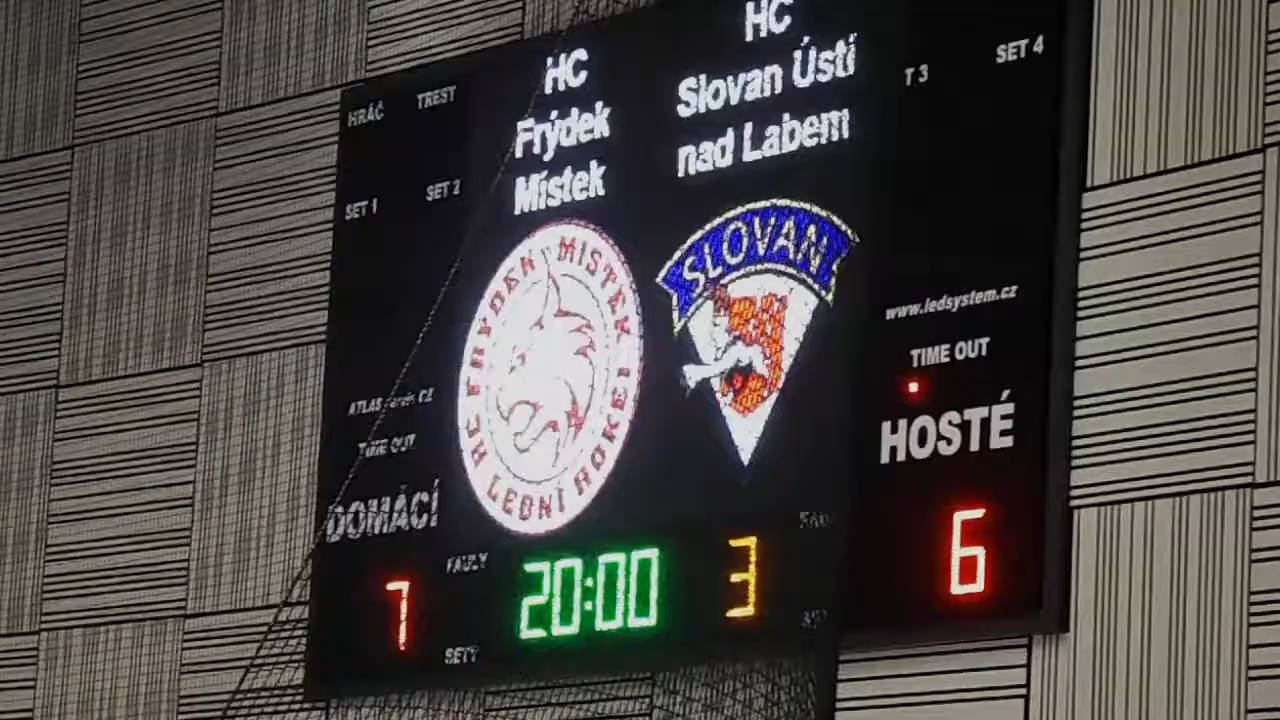 HRÁČ TREST
HC
Frýdek
Místek
HC
Slovan Ústí
nad Labem
T 3 SET 4
SET 1 SET 2
HC FRÝDEK MÍSTEK
LEDNÍ HOKEJ
SLOVAN
www.ledsystem.cz
TIME OUT
TIME OUT
DOMÁCÍ
HOSTÉ
7
FAULY
20:00
3
6
SETY